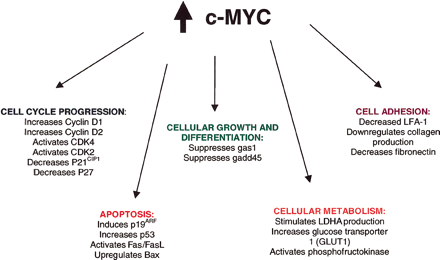 c-MYC
CELL CYCLE PROGRESSION:
Increases Cyclin D1
Increases Cyclin D2
Activates CDK4
Activates CDK2
Decreases P21CIP1
Decreases P27
CELLULAR GROWTH AND
DIFFERENTIATION:
Suppresses gas1
Suppresses gadd45
CELL ADHESION:
Decreased LFA-1
Downregulates collagen
production
Decreases fibronectin
APOPTOSIS:
Induces p19ARF
Increases p53
Activates Fas/FasL
Upregulates Bax
CELLULAR METABOLISM:
Stimulates LDHA production
Increases glucose transporter
1 (GLUT1)
Activates phosphofructokinase